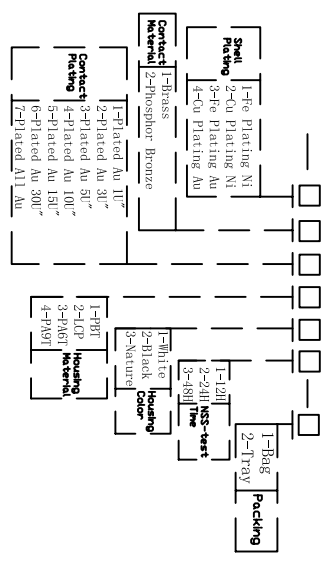 Shell
Plating
1-Fe Plating Ni
2-Cu Plating Ni
3-Fe Plating Au
4-Cu Plating Au
Contact
Material
1-Brass
2-Phosphor Bronze
Contact
Plating
1-Plated Au 1U"
2-Plated Au 3U"
3-Plated Au 5U"
4-Plated Au 10U"
5-Plated Au 15U"
6-Plated Au 30U"
7-Plated All Au
1-PBT
2-LCP
3-PA6T
4-PA9T
Housing
Material
1-White
2-Black
3-Nature
Housing
Color
1-12H
2-24H
3-48H
NSS-test
Time
1-Bag
2-Tray
Packing